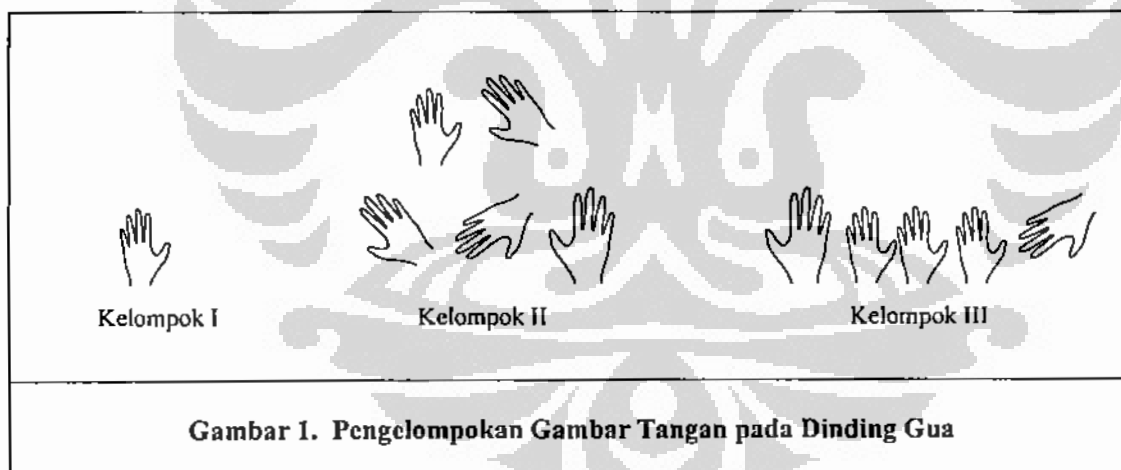 Kelompok I
Kelompok II
Kelompok III
Gambar 1. Pengelompokan Gambar Tangan pada Dinding Gua